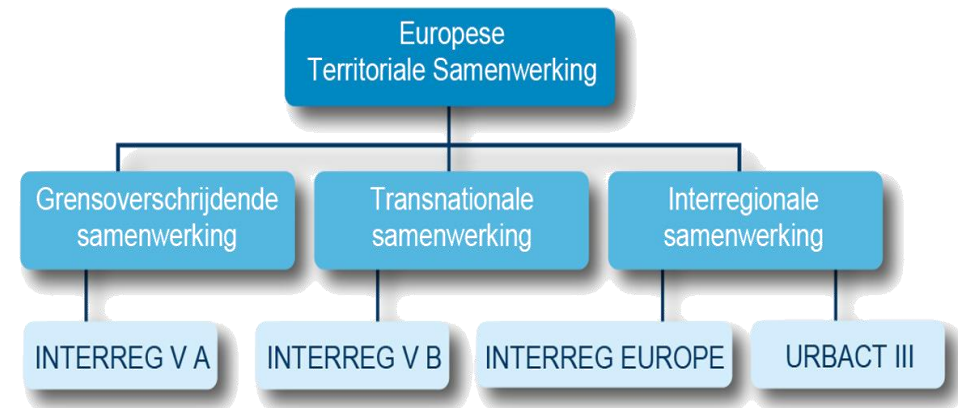 Europese
Territoriale Samenwerking
Grensoverschrijdende
samenwerking
Transnationale
samenwerking
Interregionale
samenwerking
INTERREG V A
INTERREG V B
INTERREG EUROPE
URBACT III